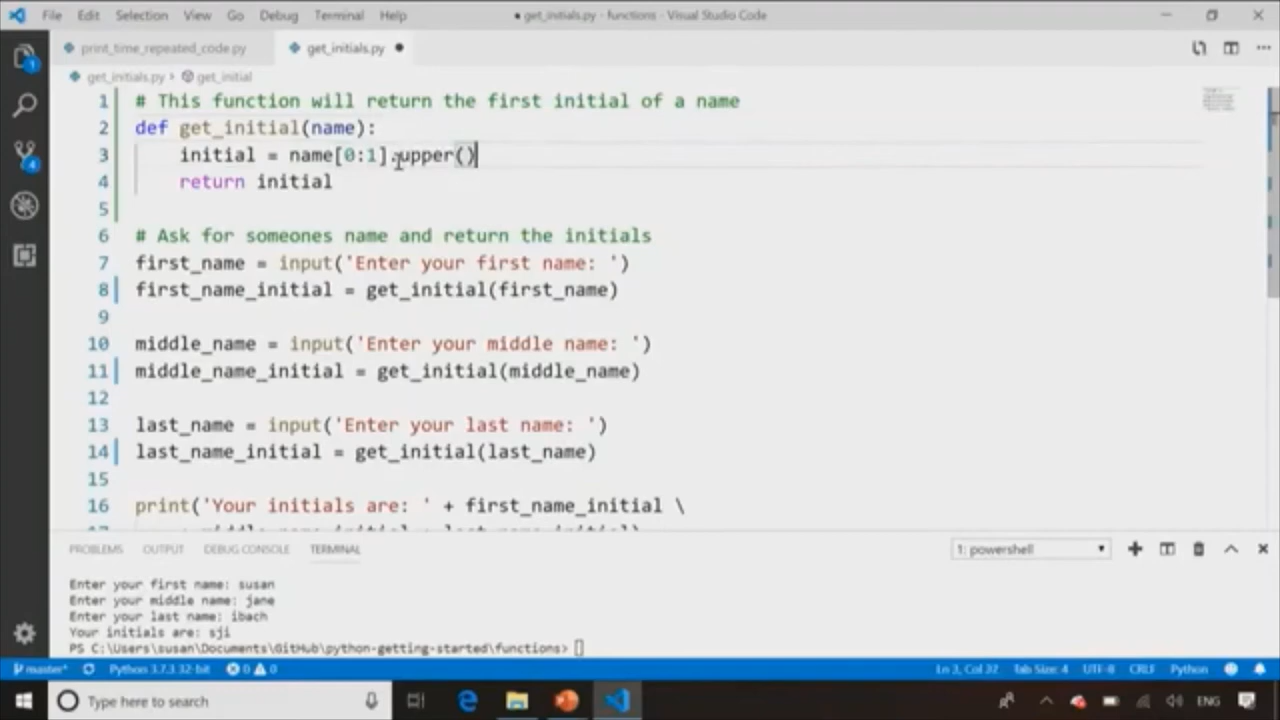 File Edit Selection View Go Debug Terminal Help
● get_initials.py - functions - Visual Studio Code
print_time_repeated_code.py
get_initials.py ●
get_initials.py > get_initial
1 # This function will return the first initial of a name
2 def get_initial(name):
3 initial = name[0:1].upper()
4 return initial
5
6 # Ask for someones name and return the initials
7 first_name = input('Enter your first name: ')
8 first_name_initial = get_initial(first_name)
9
10 middle_name = input('Enter your middle name: ')
11 middle_name_initial = get_initial(middle_name)
12
13 last_name = input('Enter your last name: ')
14 last_name_initial = get_initial(last_name)
15
16 print('Your initials are: ' + first_name_initial \
PROBLEMS OUTPUT DEBUG CONSOLE TERMINAL
1: powershell
Enter your first name: susan
Enter your middle name: jane
Enter your last name: ibach
Your initials are: sji
PS C:\Users\susan\Documents\GitHub\python-getting-started\functions>
master* Python 3.7.3 32-bit 0 0 Ln 3, Col 32 Tab Size: 4 UTF-8 CRLF Python
Type here to search
ENG